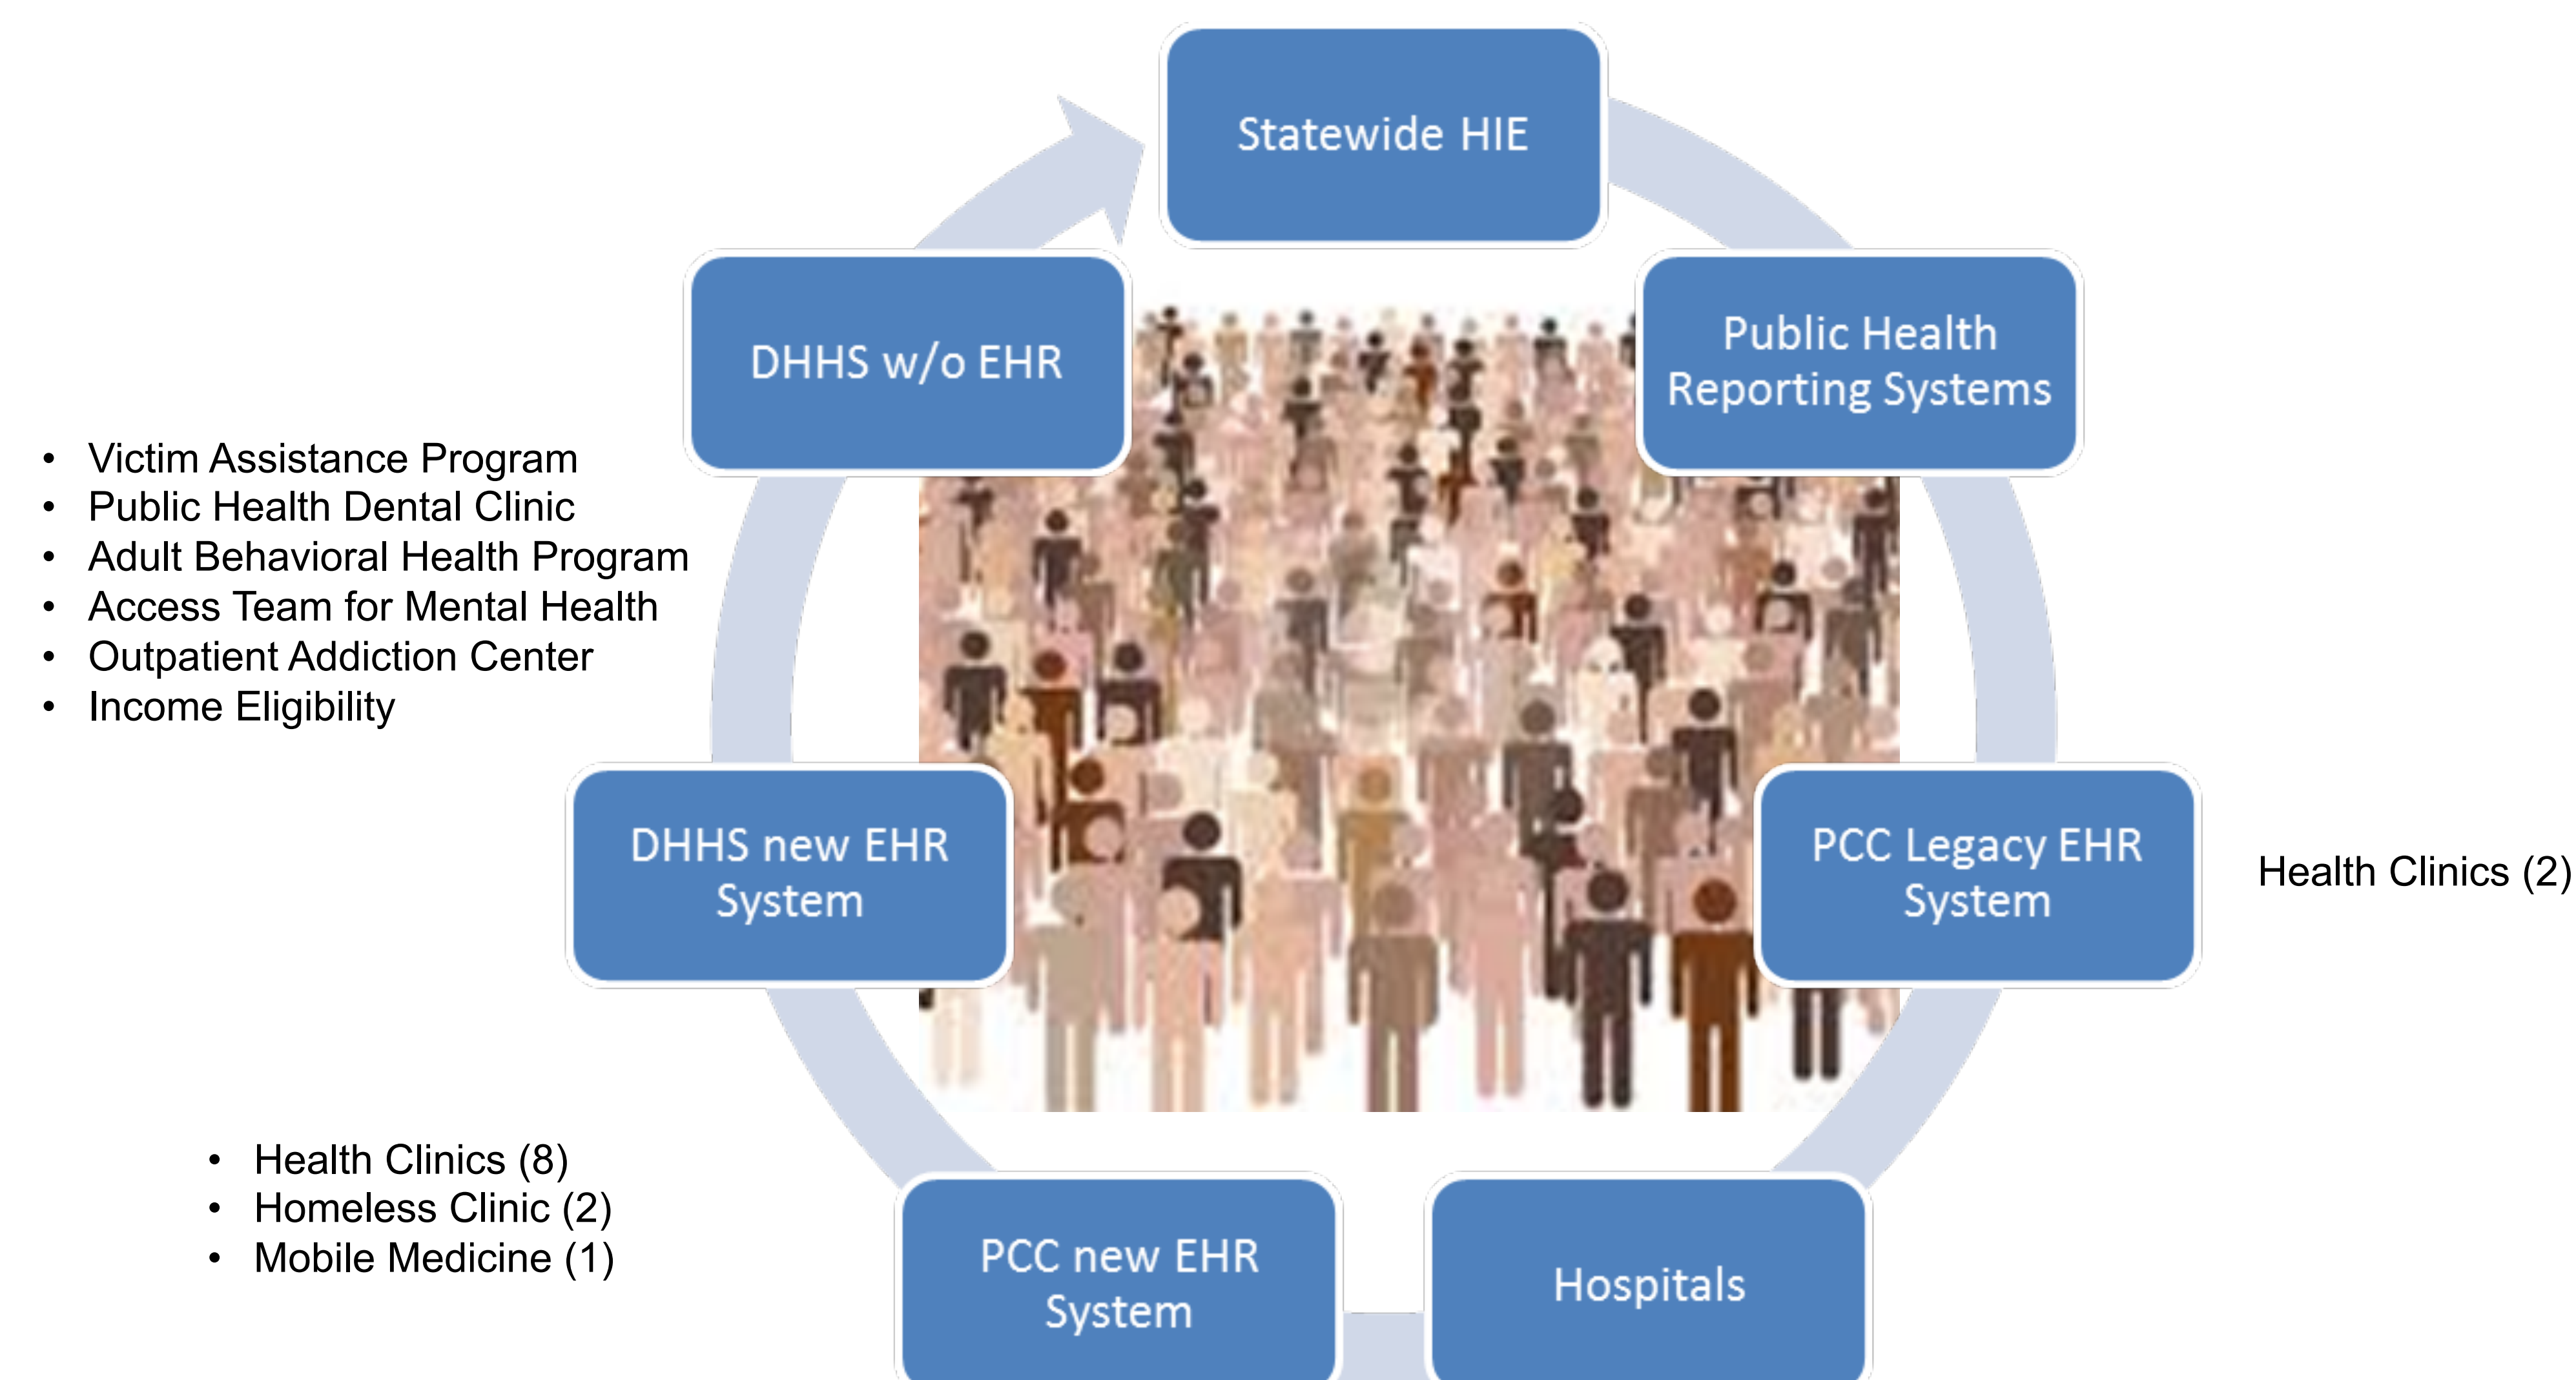 Statewide HIE
DHHS w/o EHR
Public Health
Reporting Systems
• Victim Assistance Program
• Public Health Dental Clinic
• Adult Behavioral Health Program
• Access Team for Mental Health
• Outpatient Addiction Center
• Income Eligibility
DHHS new EHR
System
PCC Legacy EHR
System
Health Clinics (2)
• Health Clinics (8)
• Homeless Clinic (2)
• Mobile Medicine (1)
PCC new EHR
System
Hospitals